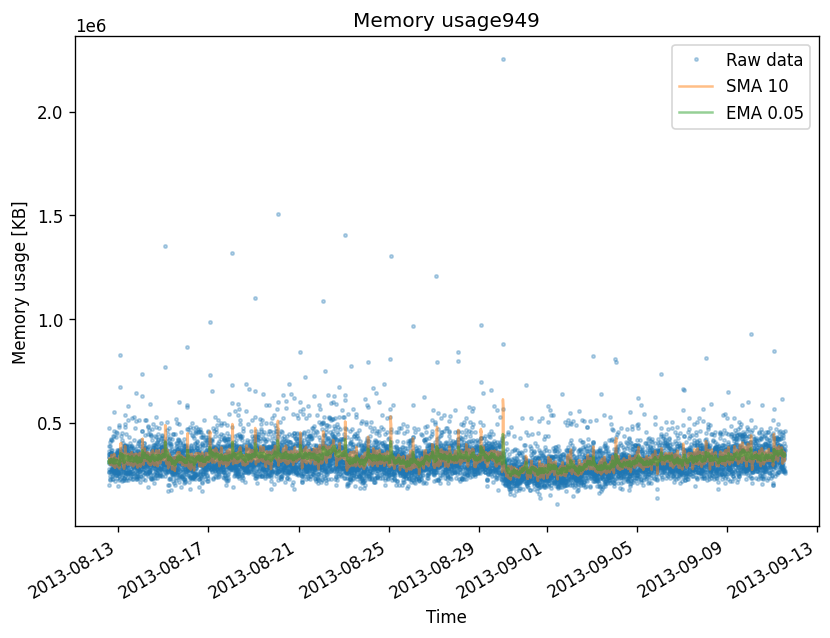 Memory usage949
1e6
Raw data
SMA 10
EMA 0.05
2.0
1.5
1.0
0.5
Memory usage [KB]
2013-08-13
2013-08-17
2013-08-21
2013-08-25
2013-08-29
2013-09-01
2013-09-05
2013-09-09
2013-09-13
Time